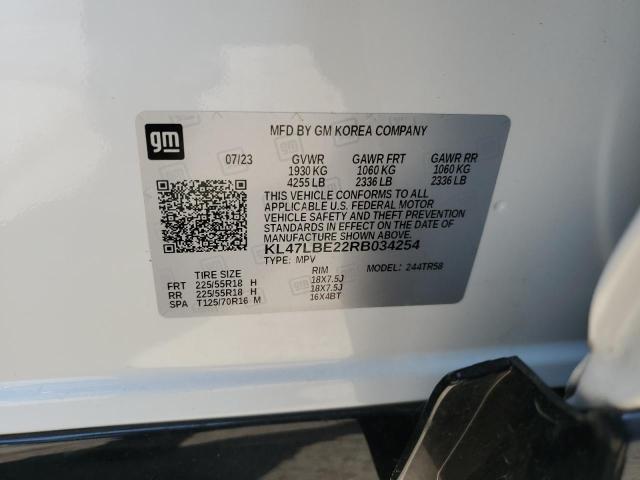 gm
MFD BY GM KOREA COMPANY
07/23 GVWR GAWR FRT GAWR RR
1930 KG 1060 KG 1060 KG
4255 LB 2336 LB 2336 LB
THIS VEHICLE CONFORMS TO ALL
APPLICABLE U.S. FEDERAL MOTOR
VEHICLE SAFETY AND THEFT PREVENTION
STANDARDS IN EFFECT ON THE DATE OF
MANUFACTURE SHOWN ABOVE.
KL47LBE22RB034254
TYPE: MPV MODEL: 244TR58
TIRE SIZE RIM
FRT 225/55R18 H 18X7.5J
RR 225/55R18 H 18X7.5J
SPA T125/70R16 M 16X4BT